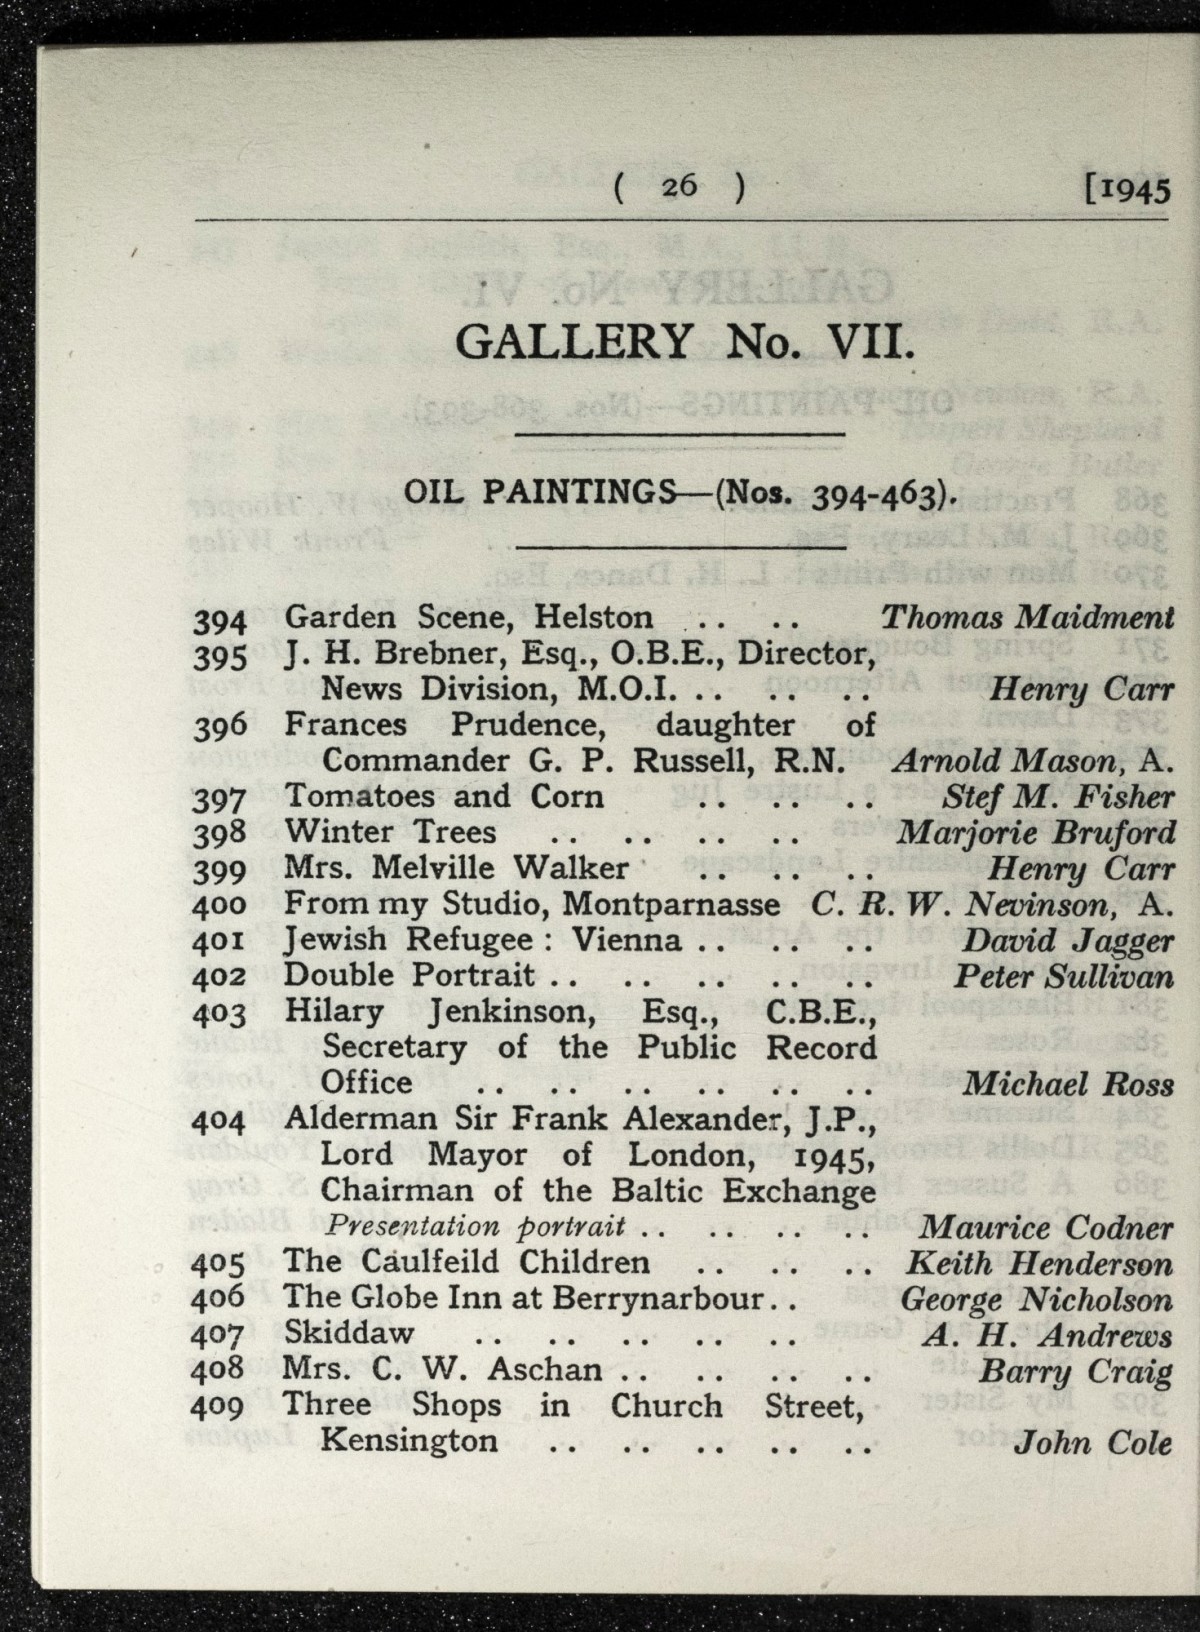 ( 26 ) [1945
GALLERY No. VII.
OIL PAINTINGS—(Nos. 394-463).
394 Garden Scene, Helston .. .. Thomas Maidment
395 J. H. Brebner, Esq., O.B.E., Director,
News Division, M.O.I. .. .. .. Henry Carr
396 Frances Prudence, daughter of
Commander G. P. Russell, R.N. Arnold Mason, A.
397 Tomatoes and Corn .. .. .. Stef M. Fisher
398 Winter Trees .. .. .. .. Marjorie Bruford
399 Mrs. Melville Walker .. .. .. Henry Carr
400 From my Studio, Montparnasse C. R. W. Nevinson, A.
401 Jewish Refugee : Vienna .. .. .. David Jagger
402 Double Portrait .. .. .. .. .. Peter Sullivan
403 Hilary Jenkinson, Esq., C.B.E.,
Secretary of the Public Record
Office .. .. .. .. .. .. Michael Ross
404 Alderman Sir Frank Alexander, J.P.,
Lord Mayor of London, 1945,
Chairman of the Baltic Exchange
Presentation portrait .. .. .. .. Maurice Codner
405 The Caulfeild Children .. .. .. Keith Henderson
406 The Globe Inn at Berrynarbour .. George Nicholson
407 Skiddaw .. .. .. .. .. A. H. Andrews
408 Mrs. C. W. Aschan .. .. .. .. Barry Craig
409 Three Shops in Church Street,
Kensington .. .. .. .. .. John Cole